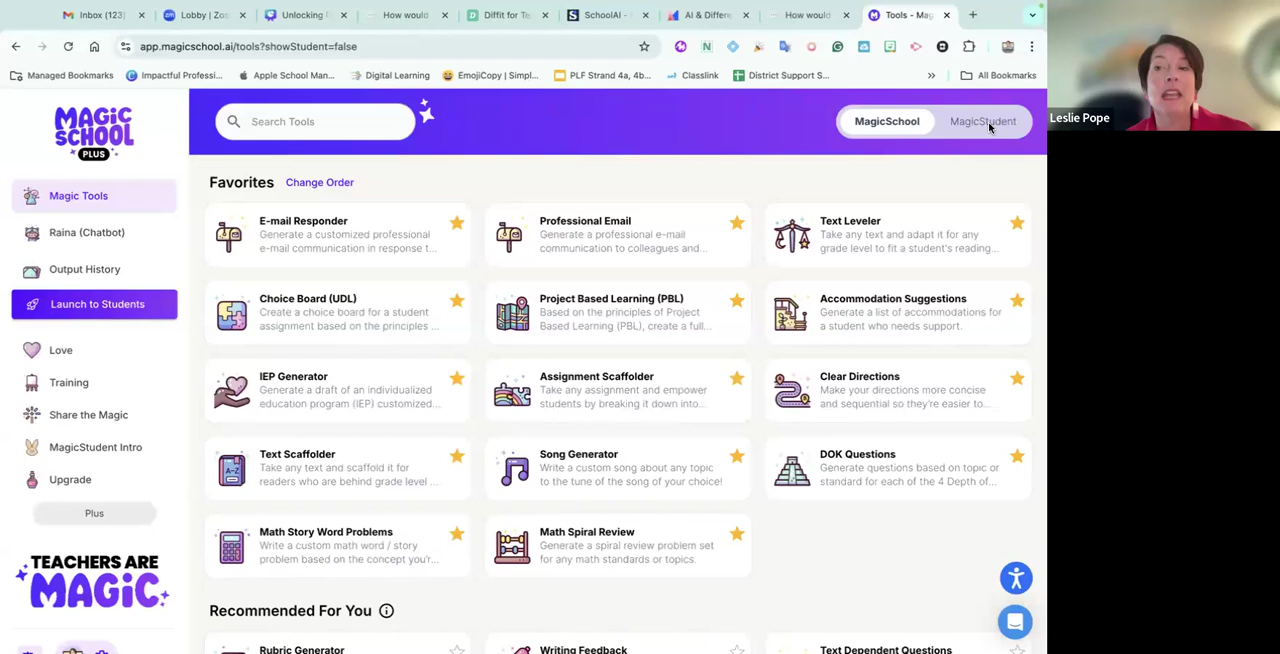 Inbox (123)
Lobby | Zo
Unlocking
How would
Diffit for Te
SchoolAI -
AI & Differe
How would
Tools - Mag
app.magicschool.ai/tools?showStudent=false
Managed Bookmarks
Impactful Professi...
Apple School Man...
Digital Learning
EmojiCopy | Simpl...
PLF Strand 4a, 4b...
Classlink
District Support S...
All Bookmarks
MAGIC
SCHOOL
PLUS
Search Tools
MagicSchool
MagicStudent
Leslie Pope
Magic Tools
Raina (Chatbot)
Output History
Launch to Students
Love
Training
Share the Magic
MagicStudent Intro
Upgrade
Plus
TEACHERS ARE
MAGIC
Favorites
Change Order
E-mail Responder
Generate a customized professional
e-mail communication in response t...
Professional Email
Generate a professional e-mail
communication to colleagues and...
Text Leveler
Take any text and adapt it for any
grade level to fit a student's reading...
Choice Board (UDL)
Create a choice board for a student
assignment based on the principles ...
Project Based Learning (PBL)
Based on the principles of Project
Based Learning (PBL), create a full...
Accommodation Suggestions
Generate a list of accommodations for
a student who needs support.
IEP Generator
Generate a draft of an individualized
education program (IEP) customized...
Assignment Scaffolder
Take any assignment and empower
students by breaking it down into...
Clear Directions
Make your directions more concise
and sequential so they're easier to...
Text Scaffolder
Take any text and scaffold it for
readers who are behind grade level ...
Song Generator
Write a custom song about any topic
to the tune of the song of your choice!
DOK Questions
Generate questions based on topic or
standard for each of the 4 Depth of...
Math Story Word Problems
Write a custom math word / story
problem based on the concept you'r...
Math Spiral Review
Generate a spiral review problem set
for any math standards or topics.
Recommended For You
Rubric Generator
Writing Feedback
Text Dependent Questions